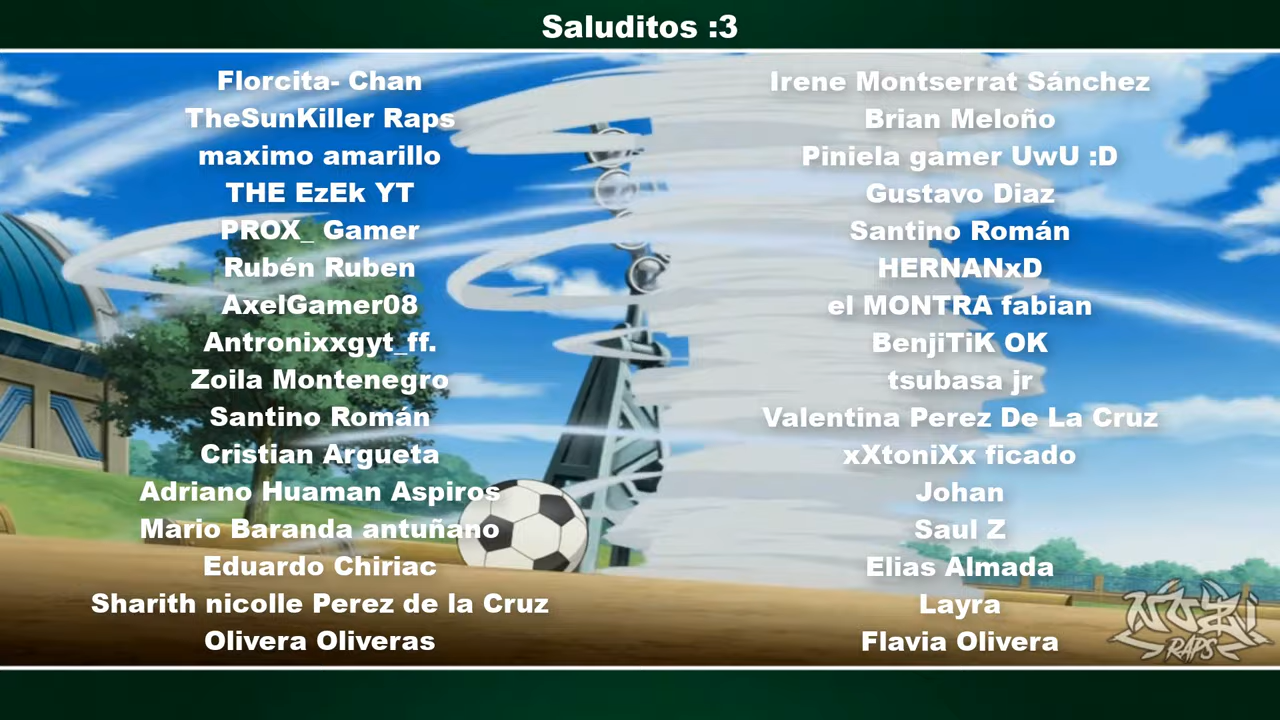 Saluditos :3
Florcita- Chan
TheSunKiller Raps
maximo amarillo
THE EzEk YT
PROX_ Gamer
Rubén Ruben
AxelGamer08
Antronixxgyt_ff.
Zoila Montenegro
Santino Román
Cristian Argueta
Adriano Huaman Aspiros
Mario Baranda antuñano
Eduardo Chiriac
Sharith nicolle Perez de la Cruz
Olivera Oliveras
Irene Montserrat Sánchez
Brian Meloño
Piniela gamer UwU :D
Gustavo Diaz
Santino Román
HERNANxD
el MONTRA fabian
BenjiTiK OK
tsubasa jr
Valentina Perez De La Cruz
xXtoniXx ficado
Johan
Saul Z
Elias Almada
Layra
Flavia Olivera
NOBI
RAPS